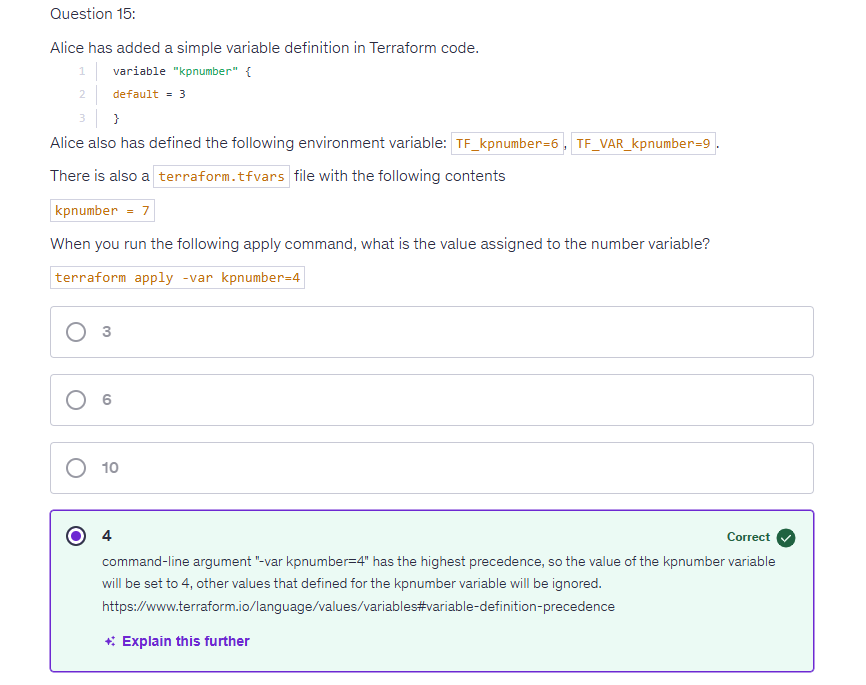 Question 15:
Alice has added a simple variable definition in Terraform code.
1 variable "kpnumber" {
2 default = 3
3 }
Alice also has defined the following environment variable: TF_kpnumber=6, TF_VAR_kpnumber=9.
There is also a terraform.tfvars file with the following contents
kpnumber = 7
When you run the following apply command, what is the value assigned to the number variable?
terraform apply -var kpnumber=4
3
6
10
4
Correct
command-line argument "-var kpnumber=4" has the highest precedence, so the value of the kpnumber variable
will be set to 4, other values that defined for the kpnumber variable will be ignored.
https://www.terraform.io/language/values/variables#variable-definition-precedence
Explain this further